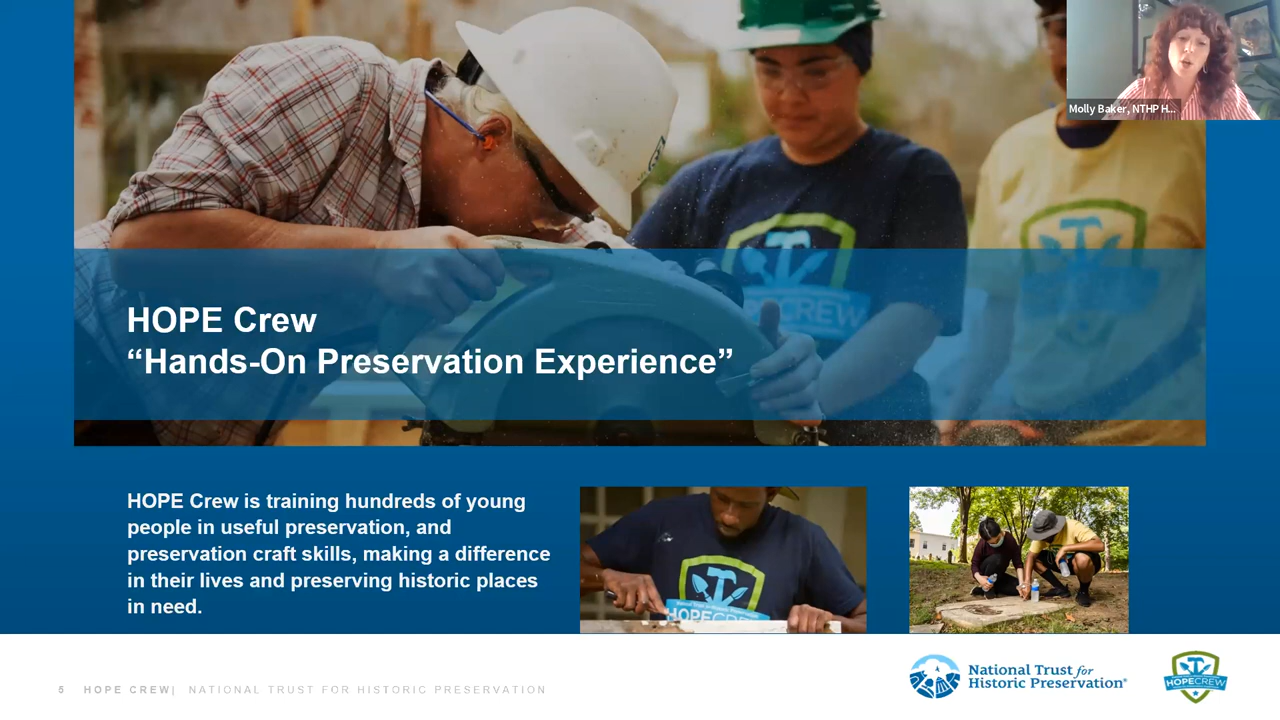 Molly Baker, NTHP H...
HOPECREW
HOPE Crew
“Hands-On Preservation Experience”
HOPE Crew is training hundreds of young
people in useful preservation, and
preservation craft skills, making a difference
in their lives and preserving historic places
in need.
HOPECREW
5 HOPE CREW| NATIONAL TRUST FOR HISTORIC PRESERVATION
National Trust for
Historic Preservation®
HOPECREW